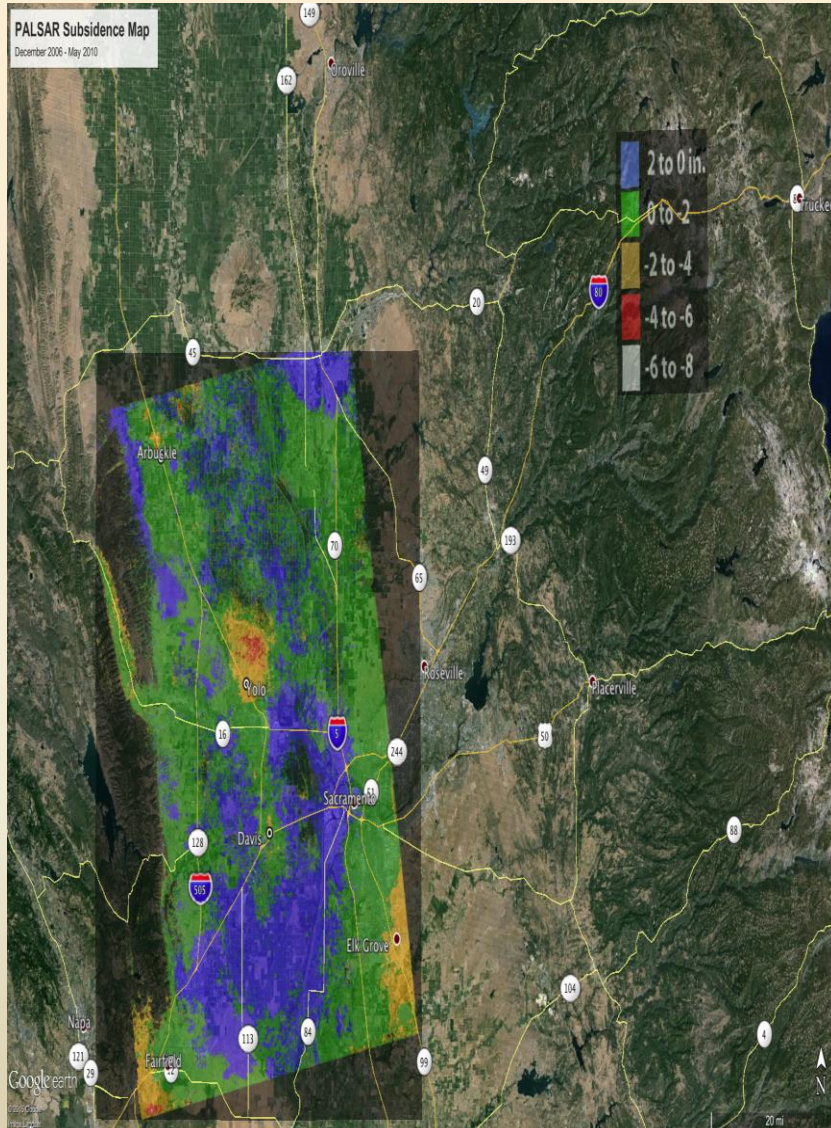 PALSAR Subsidence Map
December 2006 - May 2010
149
162
Oroville
2 to 0 in.
0 to -2
-2 to -4
-4 to -6
-6 to -8
Truckee
80
20
45
Arbuckle
49
193
70
65
Roseville
Yolo
Placerville
16
5
50
244
Sacramento
51
Davis
88
128
505
Elk Grove
104
Napa
113
84
4
121
29
Fairfield
12
99
Google earth
N
20 mi